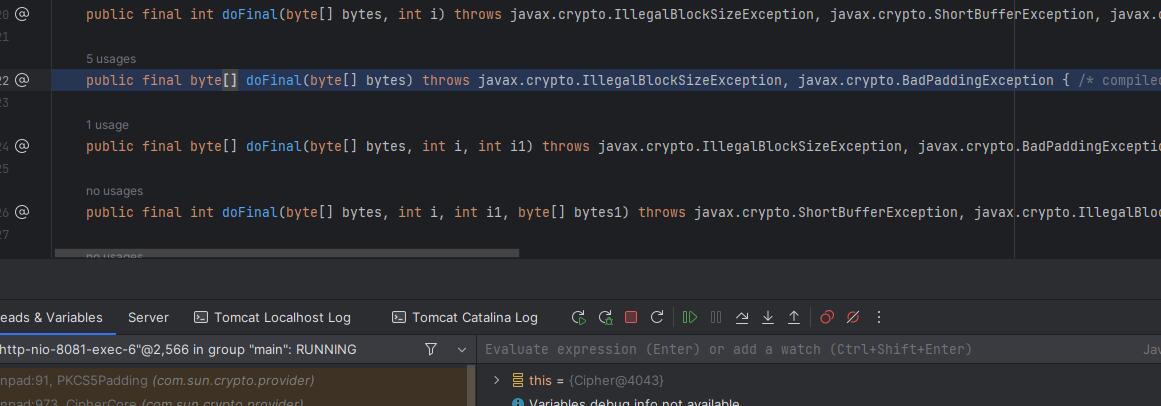 20 @ public final int doFinal(byte[] bytes, int i) throws javax.crypto.IllegalBlockSizeException, javax.crypto.ShortBufferException, javax.c
21
5 usages
22 @ public final byte[] doFinal(byte[] bytes) throws javax.crypto.IllegalBlockSizeException, javax.crypto.BadPaddingException { /* compiled
23
1 usage
24 @ public final byte[] doFinal(byte[] bytes, int i, int i1) throws javax.crypto.IllegalBlockSizeException, javax.crypto.BadPaddingExceptio
25
no usages
26 @ public final int doFinal(byte[] bytes, int i, int i1, byte[] bytes1) throws javax.crypto.ShortBufferException, javax.crypto.IllegalBloc
27
no usages
eads & Variables Server Tomcat Localhost Log Tomcat Catalina Log
http-nio-8081-exec-6"@2,566 in group "main": RUNNING
Evaluate expression (Enter) or add a watch (Ctrl+Shift+Enter) Jav
npad:91, PKCS5Padding (com.sun.crypto.provider)
this = {Cipher@4043}
npad:973, CipherCore (com.sun.crypto.provider)
Variables debug info not available